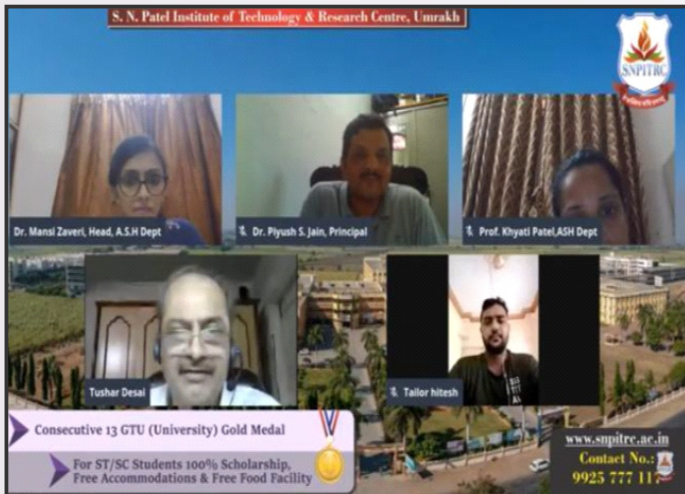 S. N. Patel Institute of Technology & Research Centre, Umrakh
SNPITRC
Dr. Mansi Zaveri, Head, A.S.H Dept
Dr. Piyush S. Jain, Principal
Prof. Khyati Patel,ASH Dept
Tushar Desai
Tailor hitesh
Consecutive 13 GTU (University) Gold Medal
For ST/SC Students 100% Scholarship,
Free Accommodations & Free Food Facility
www.snpitrc.ac.in
Contact No.:
9925 777 117